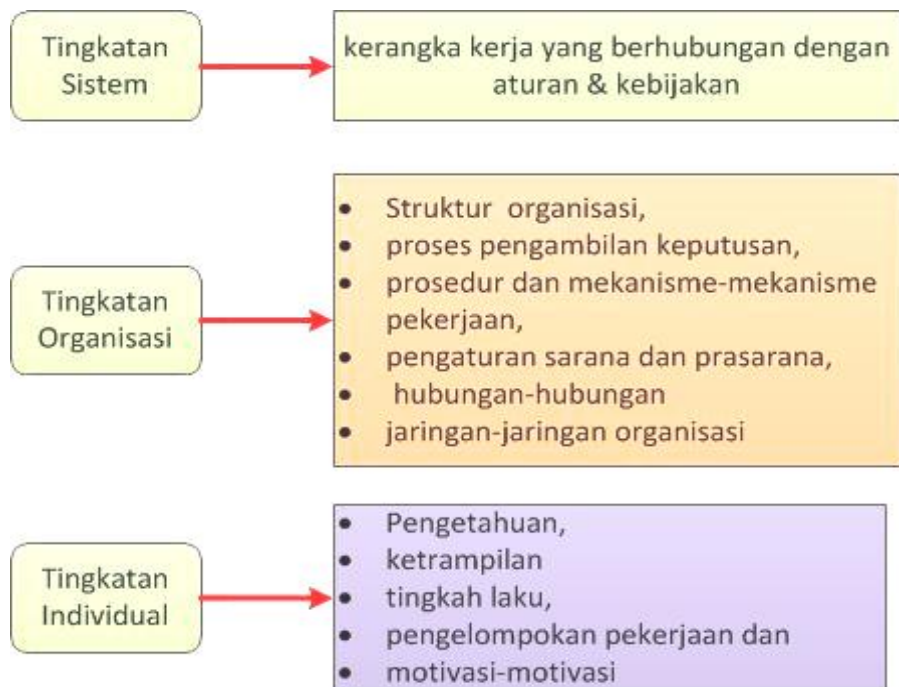 Tingkatan
Sistem
kerangka kerja yang berhubungan dengan
aturan & kebijakan
Tingkatan
Organisasi
• Struktur organisasi,
• proses pengambilan keputusan,
• prosedur dan mekanisme-mekanisme
pekerjaan,
• pengaturan sarana dan prasarana,
• hubungan-hubungan
• jaringan-jaringan organisasi
Tingkatan
Individual
• Pengetahuan,
• ketrampilan
• tingkah laku,
• pengelompokan pekerjaan dan
• motivasi-motivasi